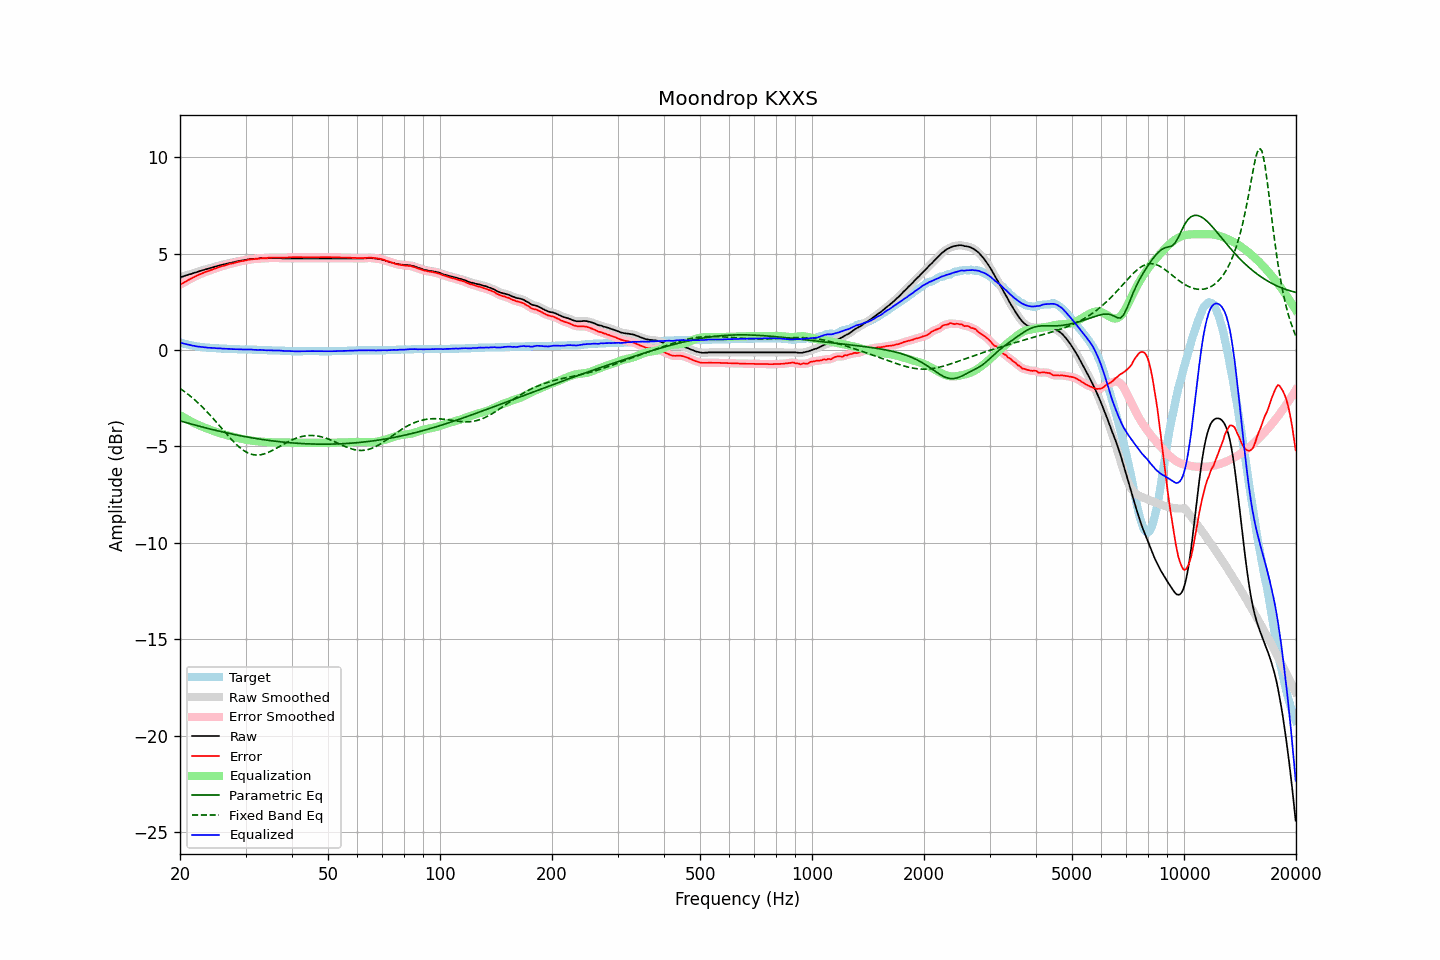 Moondrop KXXS
Amplitude (dBr)
10
5
0
−5
−10
−15
−20
−25
Target
Raw Smoothed
Error Smoothed
Raw
Error
Equalization
Parametric Eq
Fixed Band Eq
Equalized
20 50 100 200 500 1000 2000 5000 10000 20000
Frequency (Hz)